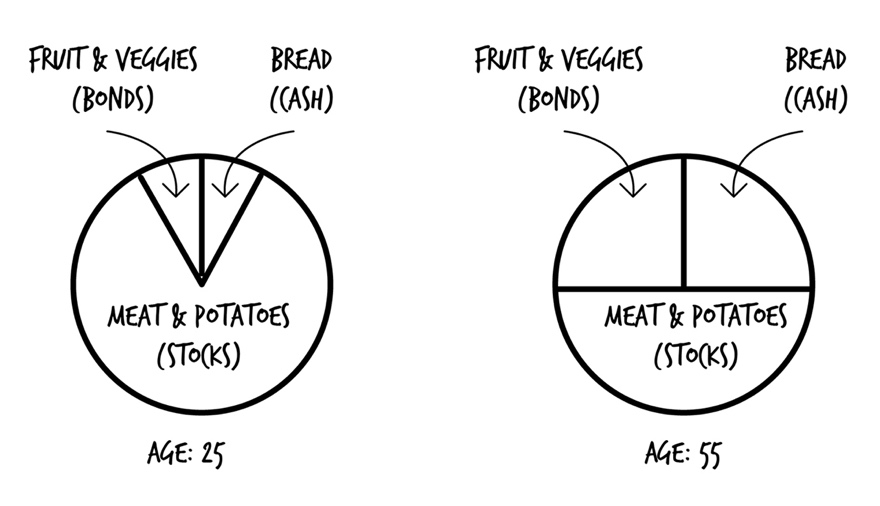 FRUIT & VEGGIES
(BONDS)
BREAD
(CASH)
MEAT & POTATOES
(STOCKS)
AGE: 25
FRUIT & VEGGIES
(BONDS)
BREAD
(CASH)
MEAT & POTATOES
(STOCKS)
AGE: 55